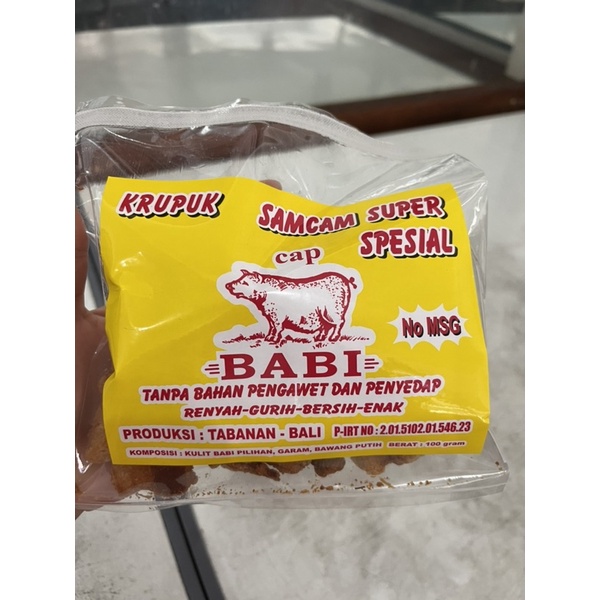 KRUPUK
SAMCAM SUPER
SPESIAL
cap
BABI
No MSG
TANPA BAHAN PENGAWET DAN PENYEDAP
RENYAH-GURIH-BERSIH-ENAK
PRODUKSI : TABANAN - BALI P-IRT NO : 2.01.5102.01.546.23
KOMPOSISI : KULIT BABI PILIHAN, GARAM, BAWANG PUTIH BERAT : 100 gram